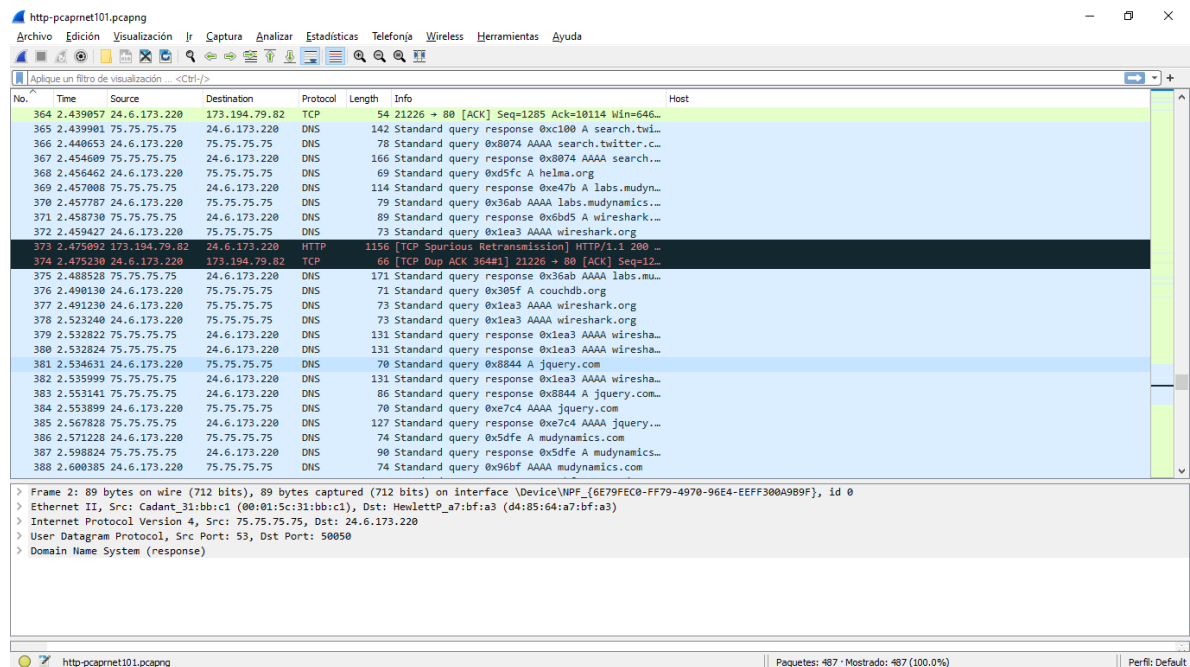 http-pcaprnet101.pcapng
Archivo Edición Visualización Ir Captura Analizar Estadísticas Telefonía Wireless Herramientas Ayuda
Aplique un filtro de visualización … <Ctrl-/>
No. Time Source Destination Protocol Length Info Host
364 2.439057 24.6.173.220 173.194.79.82 TCP 54 21226 → 80 [ACK] Seq=1285 Ack=10114 Win=646…
365 2.439901 75.75.75.75 24.6.173.220 DNS 142 Standard query response 0xc100 A search.twi…
366 2.440653 24.6.173.220 75.75.75.75 DNS 78 Standard query 0x8074 AAAA search.twitter.c…
367 2.454609 75.75.75.75 24.6.173.220 DNS 166 Standard query response 0x8074 AAAA search.…
368 2.456462 24.6.173.220 75.75.75.75 DNS 69 Standard query 0xd5fc A helma.org
369 2.457008 75.75.75.75 24.6.173.220 DNS 114 Standard query response 0xe47b A labs.mudyn…
370 2.457787 24.6.173.220 75.75.75.75 DNS 79 Standard query 0x36ab AAAA labs.mudynamics.…
371 2.458730 75.75.75.75 24.6.173.220 DNS 89 Standard query response 0x6bd5 A wireshark.…
372 2.459427 24.6.173.220 75.75.75.75 DNS 73 Standard query 0x1ea3 AAAA wireshark.org
373 2.475092 173.194.79.82 24.6.173.220 HTTP 1156 [TCP Spurious Retransmission] HTTP/1.1 200 …
374 2.475230 24.6.173.220 173.194.79.82 TCP 66 [TCP Dup ACK 364#1] 21226 → 80 [ACK] Seq=12…
375 2.488528 75.75.75.75 24.6.173.220 DNS 171 Standard query response 0x36ab AAAA labs.mu…
376 2.490130 24.6.173.220 75.75.75.75 DNS 71 Standard query 0x305f A couchdb.org
377 2.491230 24.6.173.220 75.75.75.75 DNS 73 Standard query 0x1ea3 AAAA wireshark.org
378 2.523240 24.6.173.220 75.75.75.75 DNS 73 Standard query 0x1ea3 AAAA wireshark.org
379 2.532822 75.75.75.75 24.6.173.220 DNS 131 Standard query response 0x1ea3 AAAA wiresha…
380 2.532824 75.75.75.75 24.6.173.220 DNS 131 Standard query response 0x1ea3 AAAA wiresha…
381 2.534631 24.6.173.220 75.75.75.75 DNS 70 Standard query 0x8844 A jquery.com
382 2.535999 75.75.75.75 24.6.173.220 DNS 131 Standard query response 0x1ea3 AAAA wiresha…
383 2.553141 75.75.75.75 24.6.173.220 DNS 86 Standard query response 0x8844 A jquery.com…
384 2.553899 24.6.173.220 75.75.75.75 DNS 70 Standard query 0xe7c4 AAAA jquery.com
385 2.567828 75.75.75.75 24.6.173.220 DNS 127 Standard query response 0xe7c4 AAAA jquery.…
386 2.571228 24.6.173.220 75.75.75.75 DNS 74 Standard query 0x5dfe A mudynamics.com
387 2.598824 75.75.75.75 24.6.173.220 DNS 90 Standard query response 0x5dfe A mudynamics…
388 2.600385 24.6.173.220 75.75.75.75 DNS 74 Standard query 0x96bf AAAA mudynamics.com
> Frame 2: 89 bytes on wire (712 bits), 89 bytes captured (712 bits) on interface \Device\NPF_{6E79FEC0-FF79-4970-96E4-EEFF300A9B9F}, id 0
> Ethernet II, Src: Cadant_31:bb:c1 (00:01:5c:31:bb:c1), Dst: HewlettP_a7:bf:a3 (d4:85:64:a7:bf:a3)
> Internet Protocol Version 4, Src: 75.75.75.75, Dst: 24.6.173.220
> User Datagram Protocol, Src Port: 53, Dst Port: 50050
> Domain Name System (response)
http-pcaprnet101.pcapng Paquetes: 487 · Mostrado: 487 (100.0%) Perfil: Default